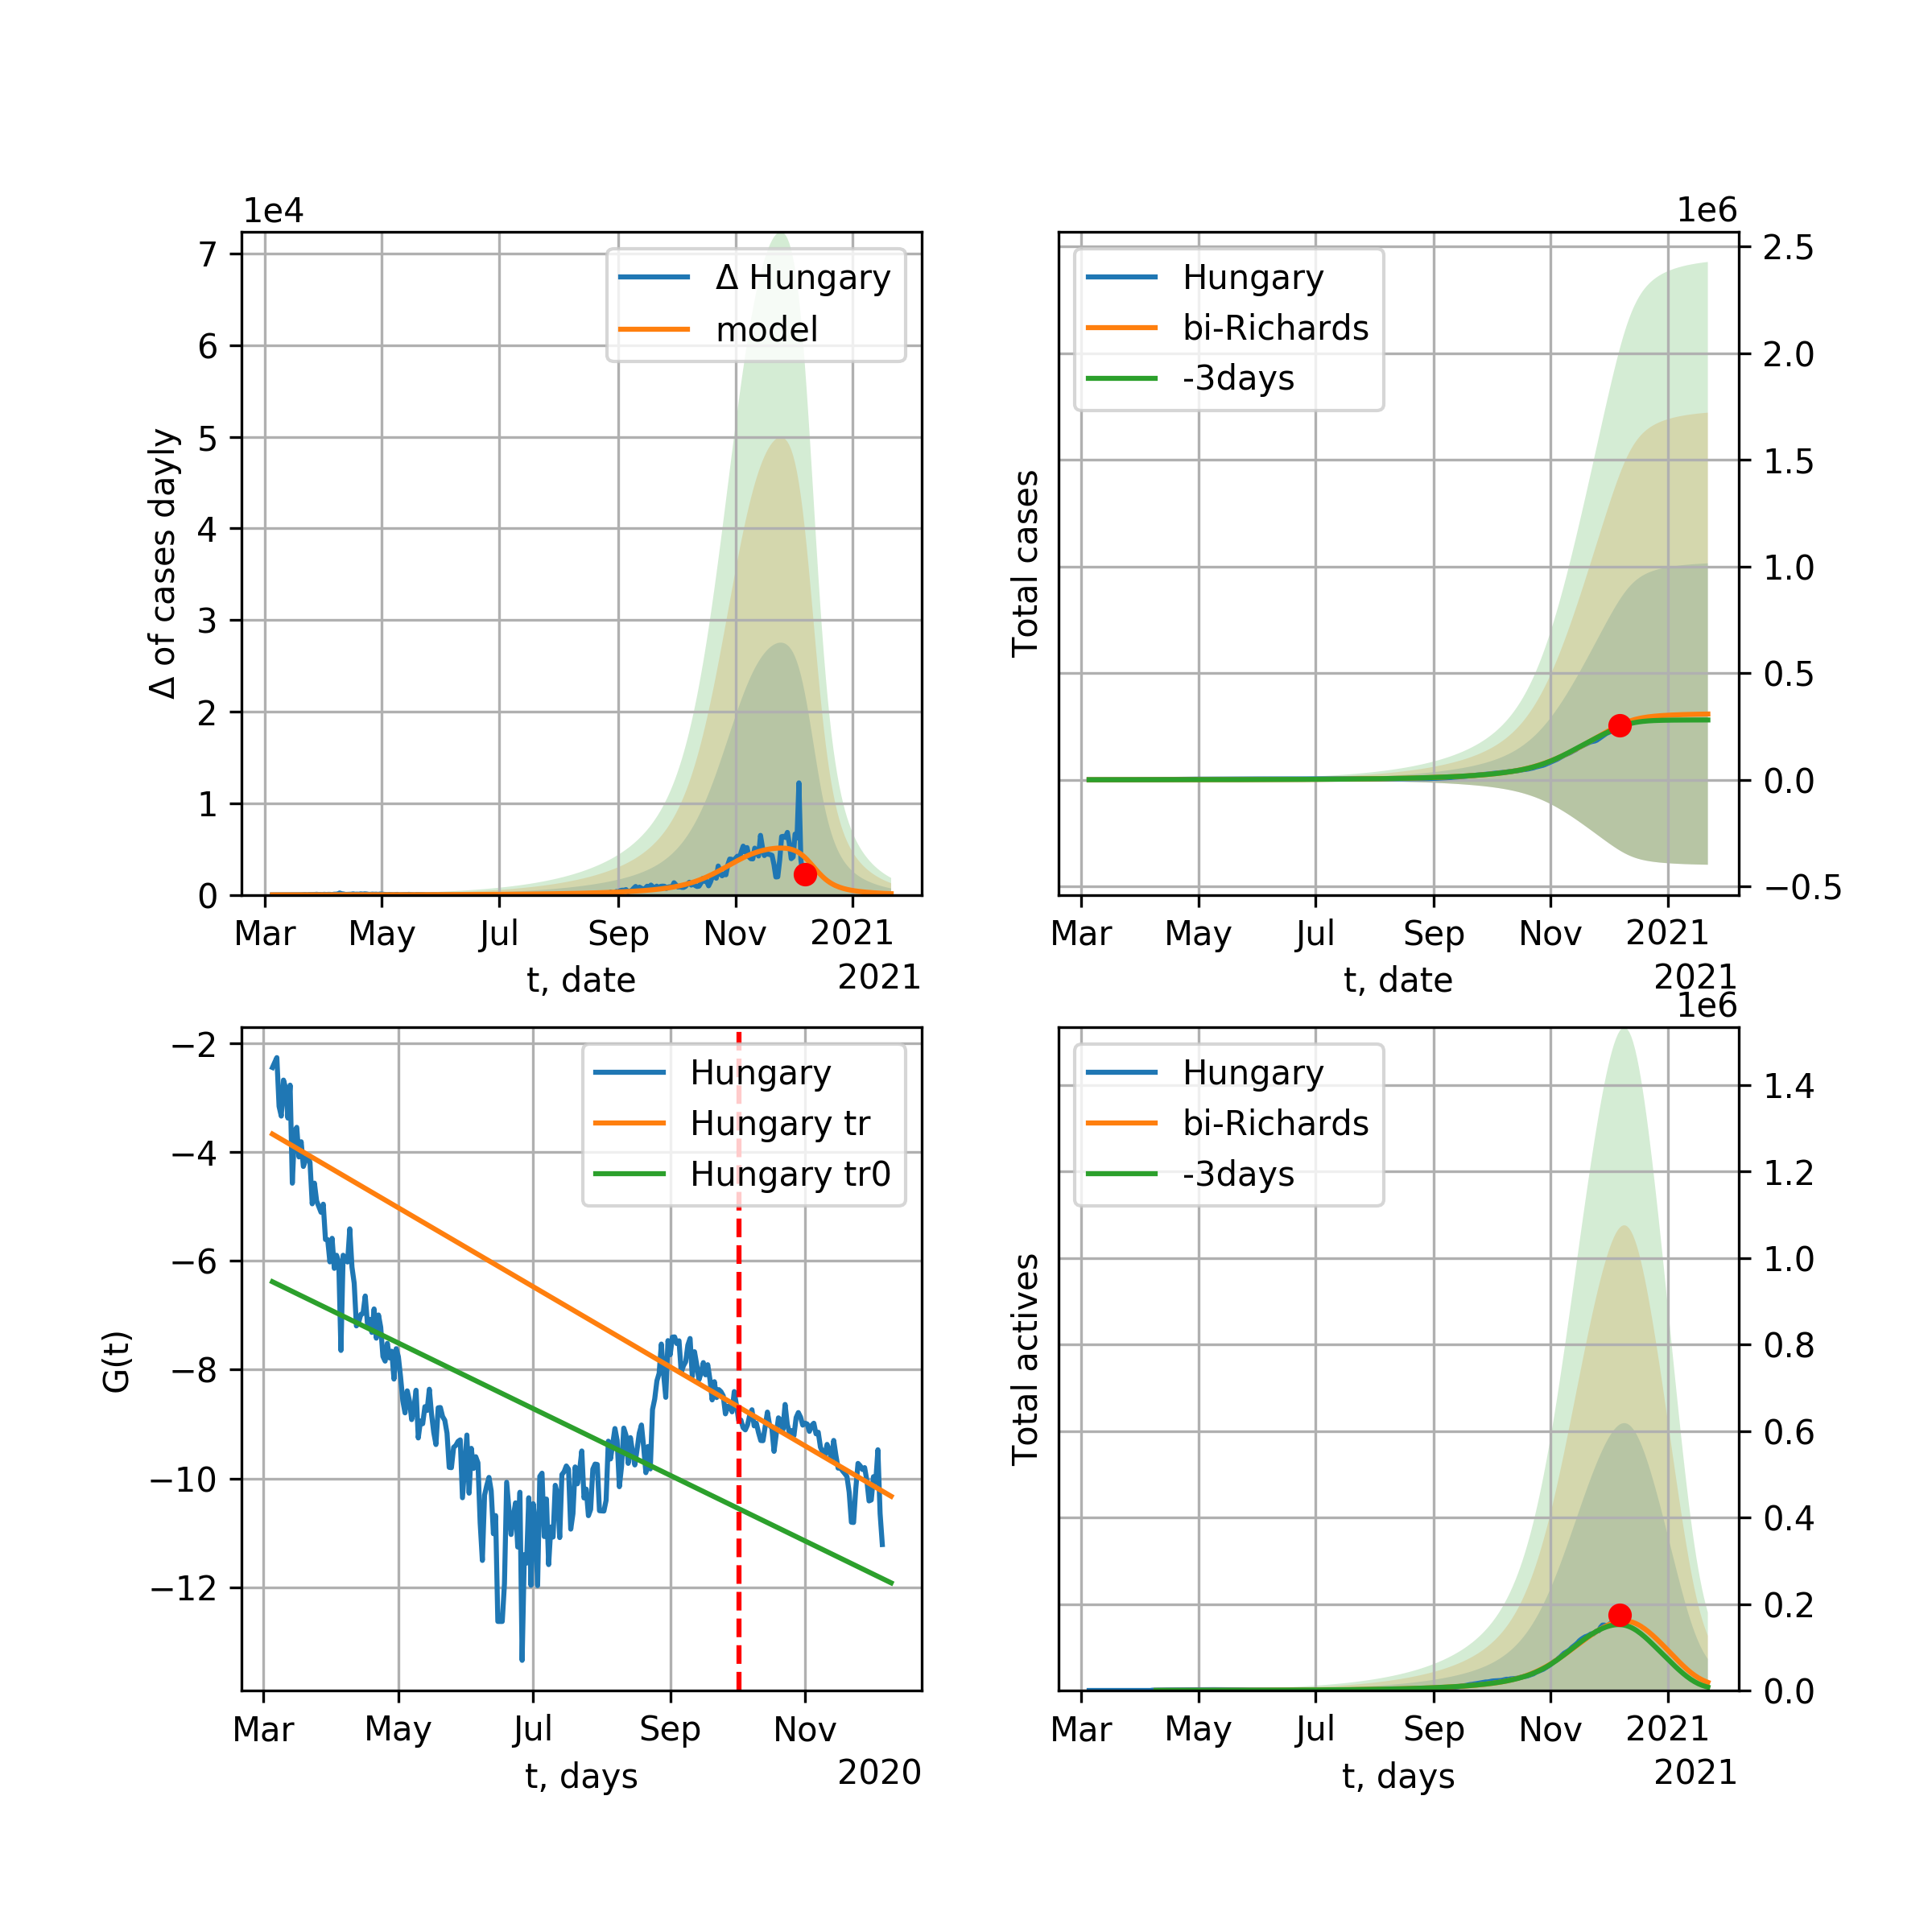 1e4
7
6
5
4
3
2
1
0
Δ of cases dayly
Δ Hungary
model
Mar May Jul Sep Nov 2021
t, date
2021
1e6
2.5
2.0
1.5
1.0
0.5
0.0
−0.5
Total cases
Hungary
bi-Richards
-3days
Mar May Jul Sep Nov 2021
t, date
2021
−2
−4
−6
−8
−10
−12
G(t)
Hungary
Hungary tr
Hungary tr0
Mar May Jul Sep Nov
t, days
2020
1e6
1.4
1.2
1.0
0.8
0.6
0.4
0.2
0.0
Total actives
Hungary
bi-Richards
-3days
Mar May Jul Sep Nov 2021
t, days
2021